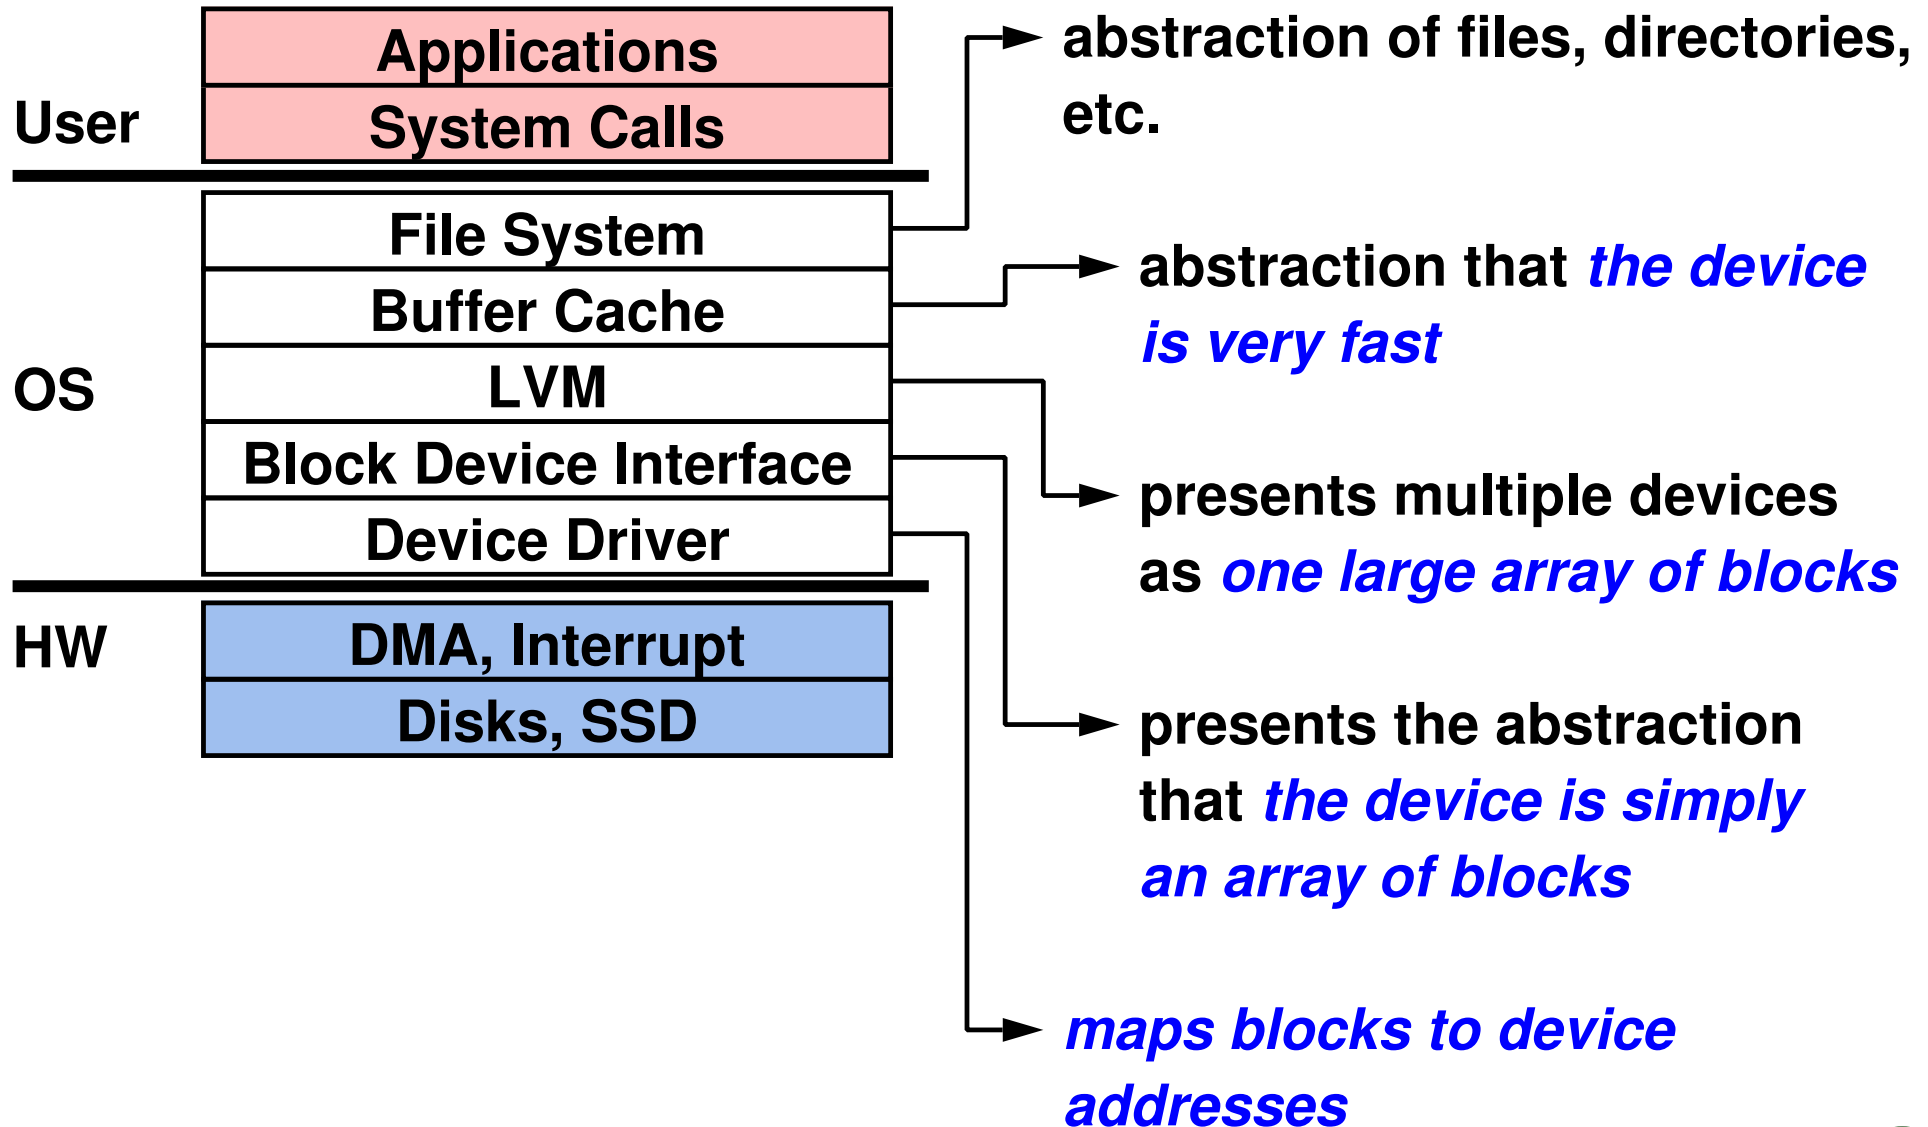 Applications
System Calls
User
File System
Buffer Cache
LVM
OS
Block Device Interface
Device Driver
HW
DMA, Interrupt
Disks, SSD
abstraction of files, directories,
etc.
abstraction that the device
is very fast
presents multiple devices
as one large array of blocks
presents the abstraction
that the device is simply
an array of blocks
maps blocks to device
addresses